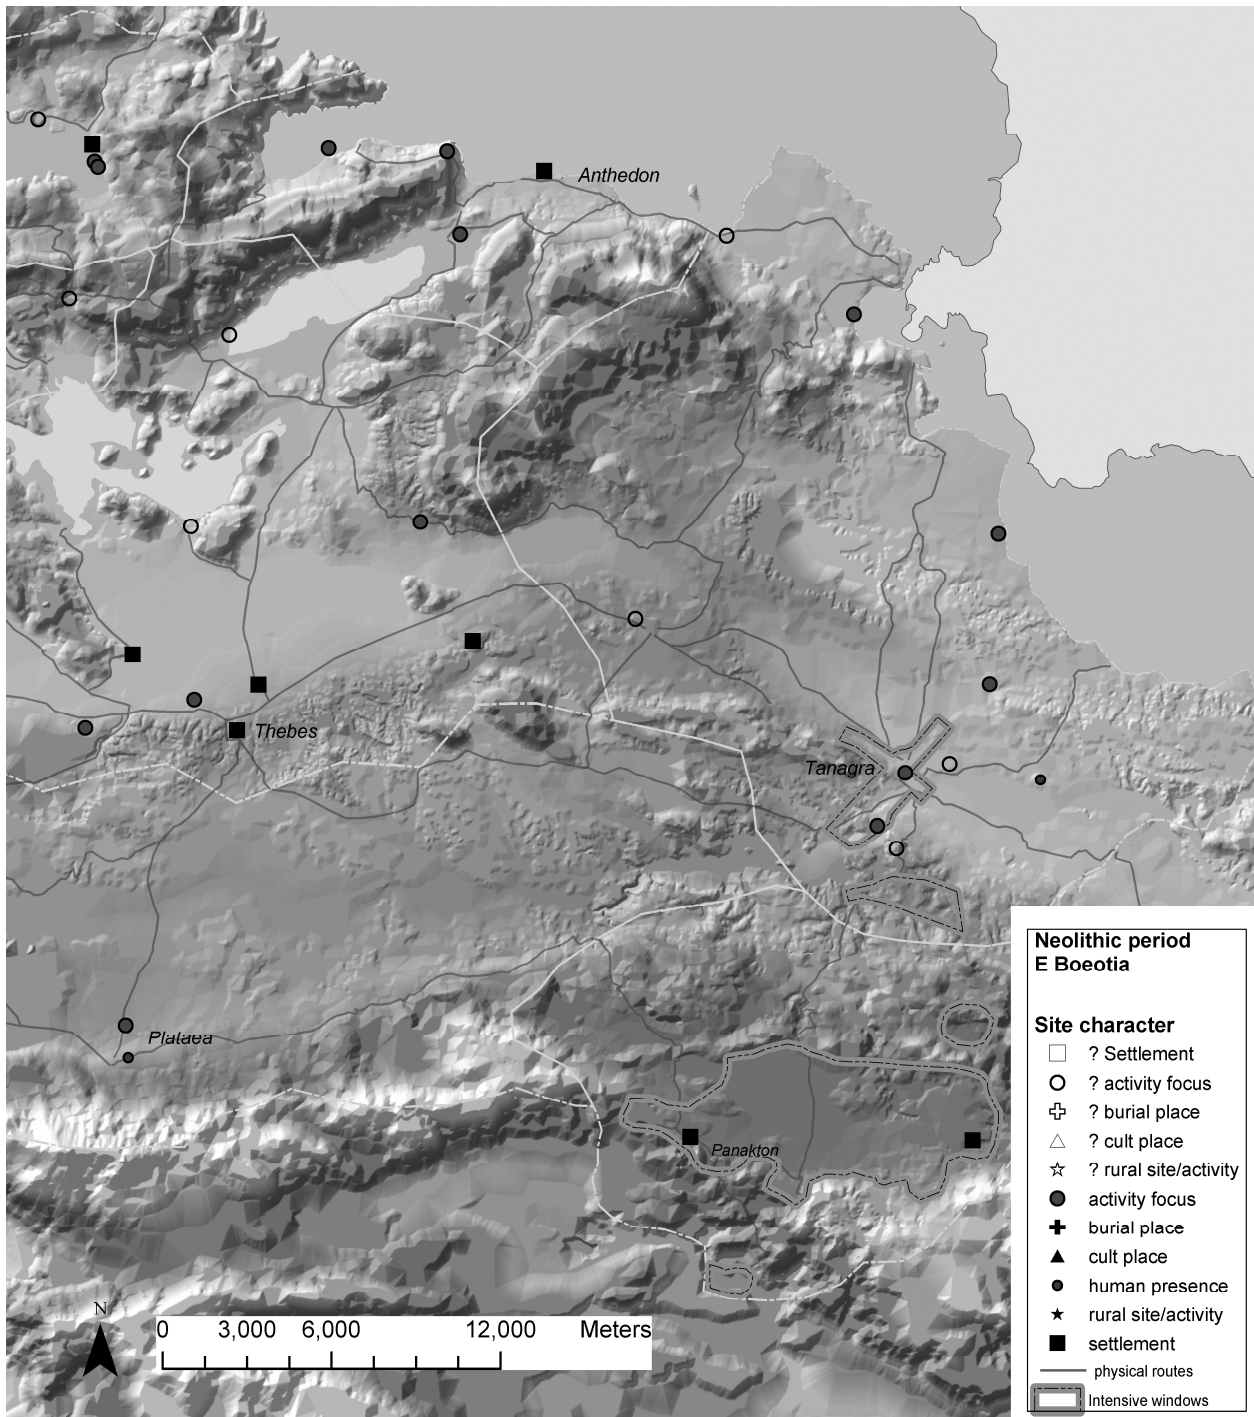 Anthedon
Thebes
Tanagra
Plataea
Panakton
N
0 3,000 6,000 12,000 Meters
Neolithic period
E Boeotia
Site character
? Settlement
? activity focus
? burial place
? cult place
? rural site/activity
activity focus
burial place
cult place
human presence
rural site/activity
settlement
physical routes
Intensive windows